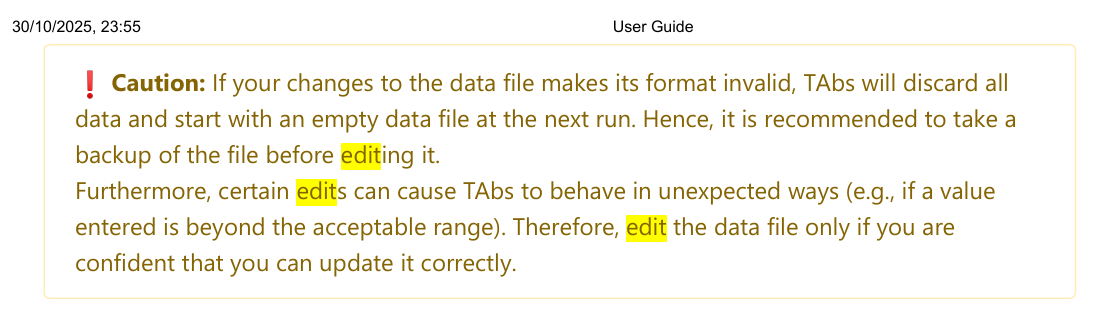 30/10/2025, 23:55 User Guide
❗ Caution: If your changes to the data file makes its format invalid, TAbs will discard all
data and start with an empty data file at the next run. Hence, it is recommended to take a
backup of the file before editing it.
Furthermore, certain edits can cause TAbs to behave in unexpected ways (e.g., if a value
entered is beyond the acceptable range). Therefore, edit the data file only if you are
confident that you can update it correctly.